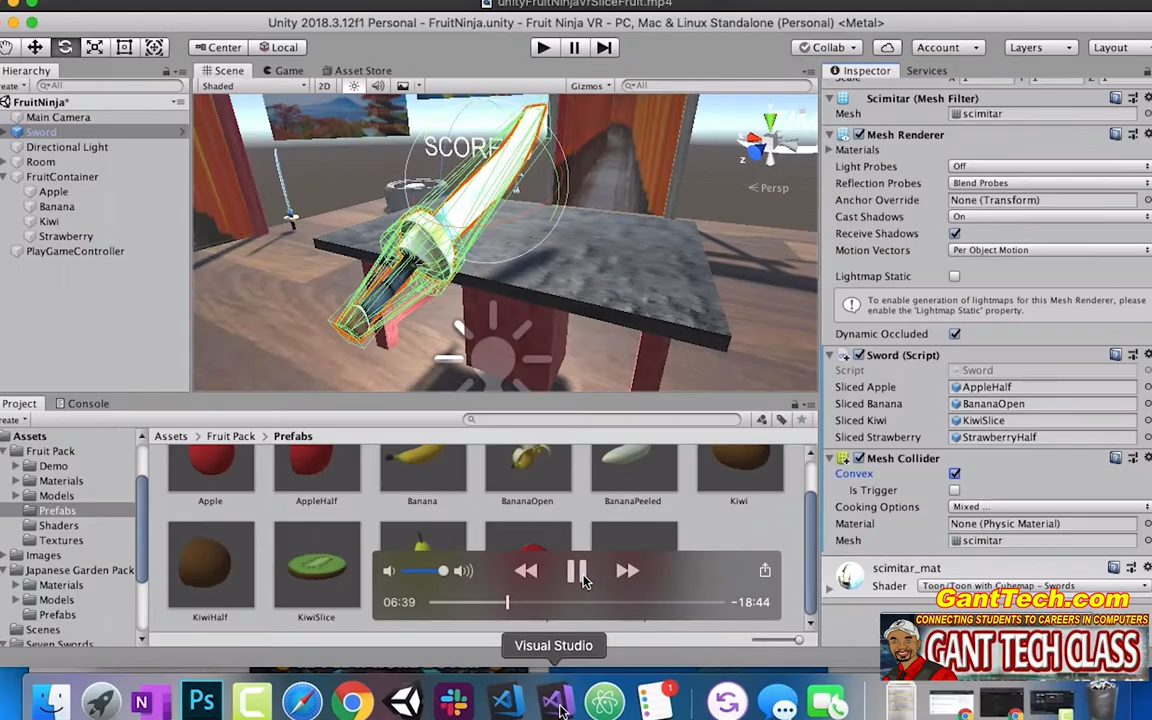 unityFruitNinjaVrSliceFruit.mp4
Unity 2018.3.12f1 Personal - FruitNinja.unity - Fruit Ninja VR - PC, Mac & Linux Standalone (Personal) <Metal>
Center
Local
Collab
Account
Layers
Layout
Hierarchy
Scene
Game
Asset Store
Inspector
Services
eate
All
Shaded
2D
Gizmos
All
FruitNinja*
Main Camera
Sword
Directional Light
Room
FruitContainer
Apple
Banana
Kiwi
Strawberry
PlayGameController
SCORE
z
Persp
Scimitar (Mesh Filter)
Mesh
scimitar
Mesh Renderer
Materials
Light Probes
Off
Reflection Probes
Blend Probes
Anchor Override
None (Transform)
Cast Shadows
On
Receive Shadows
Motion Vectors
Per Object Motion
Lightmap Static
To enable generation of lightmaps for this Mesh Renderer, please
enable the 'Lightmap Static' property.
Dynamic Occluded
Sword (Script)
Script
Sword
Sliced Apple
AppleHalf
Sliced Banana
BananaOpen
Sliced Kiwi
KiwiSlice
Sliced Strawberry
StrawberryHalf
Mesh Collider
Convex
Is Trigger
Cooking Options
Mixed ...
Material
None (Physic Material)
Mesh
scimitar
scimitar_mat
Shader
Toon/Toon with Cubemap - Swords
Project
Console
reate
Assets
Fruit Pack
Demo
Materials
Models
Prefabs
Shaders
Textures
Images
Japanese Garden Pack
Materials
Models
Prefabs
Scenes
Seven Swords
Assets
Fruit Pack
Prefabs
Apple
AppleHalf
Banana
BananaOpen
BananaPeeled
Kiwi
KiwiHalf
KiwiSlice
06:39
-18:44
Visual Studio
N
Ps
C
1
GantTech.com
CONNECTING STUDENTS TO CAREERS IN COMPUTERS
GANT TECH CLASS